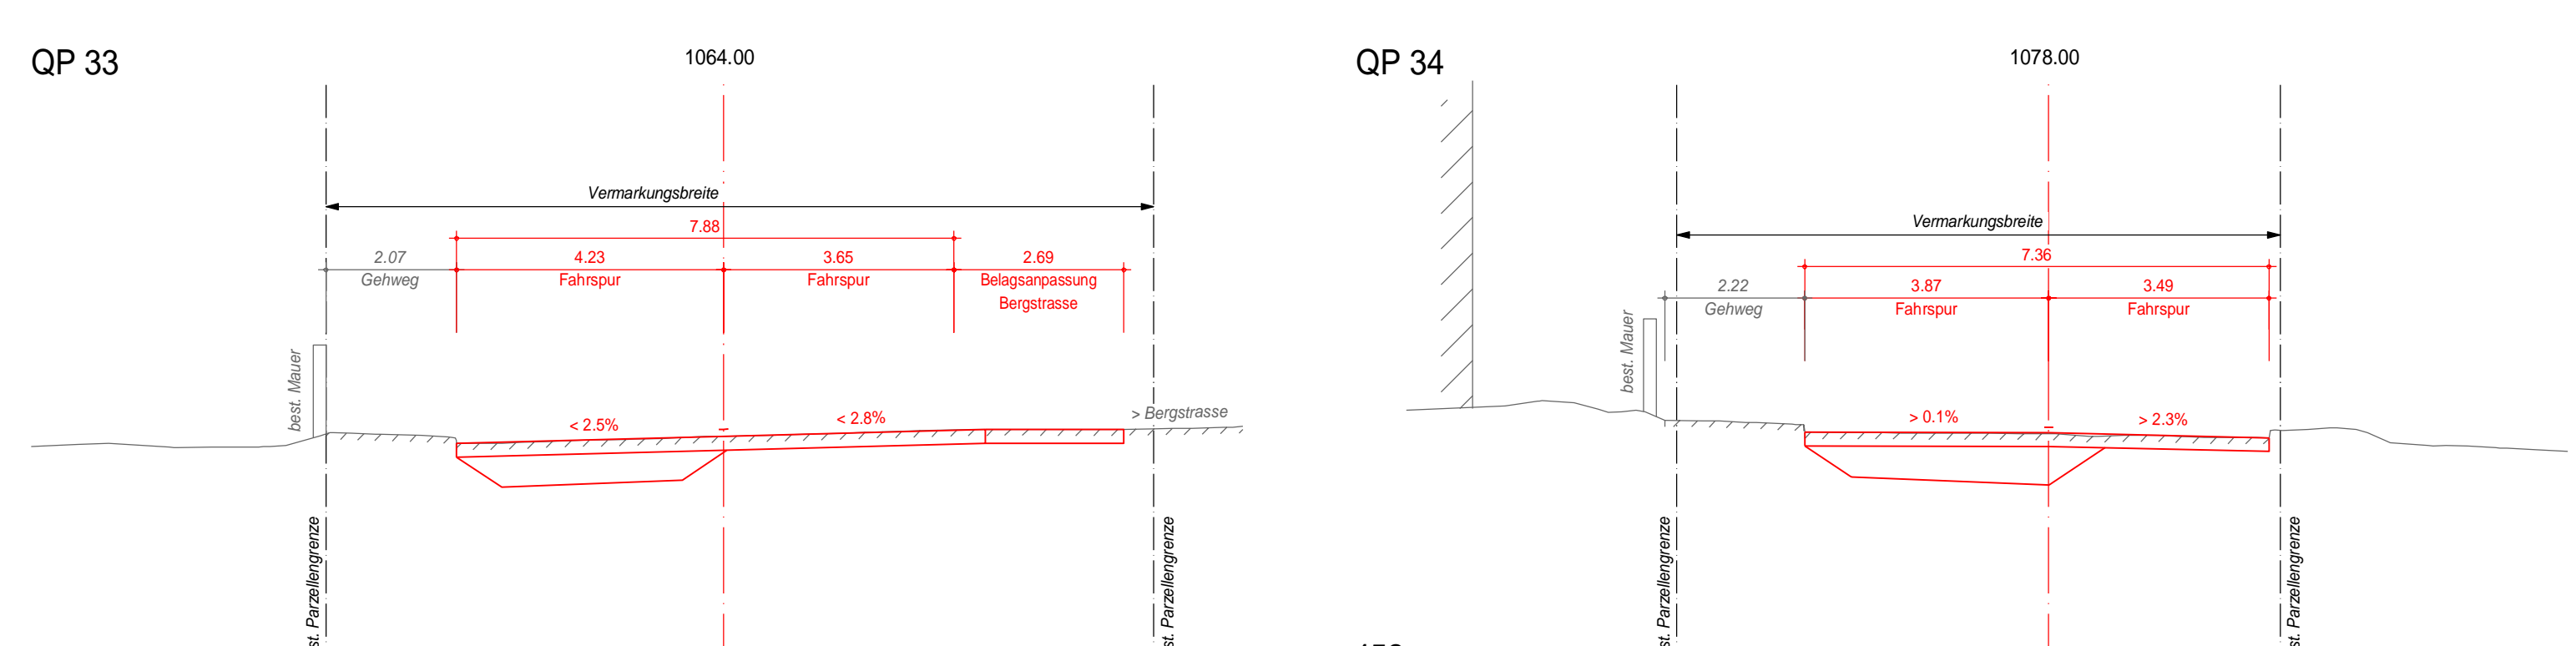 QP 33
1064.00
Vermarkungsbreite
7.88
2.07
4.23
3.65
2.69
Gehweg
Fahrspur
Fahrspur
Belagsanpassung
Bergstrasse
best. Mauer
< 2.5%
< 2.8%
> Bergstrasse
st. Parzellengrenze
st. Parzellengrenze
QP 34
1078.00
Vermarkungsbreite
7.36
2.22
3.87
3.49
Gehweg
Fahrspur
Fahrspur
best. Mauer
> 0.1%
> 2.3%
st. Parzellengrenze
st. Parzellengrenze